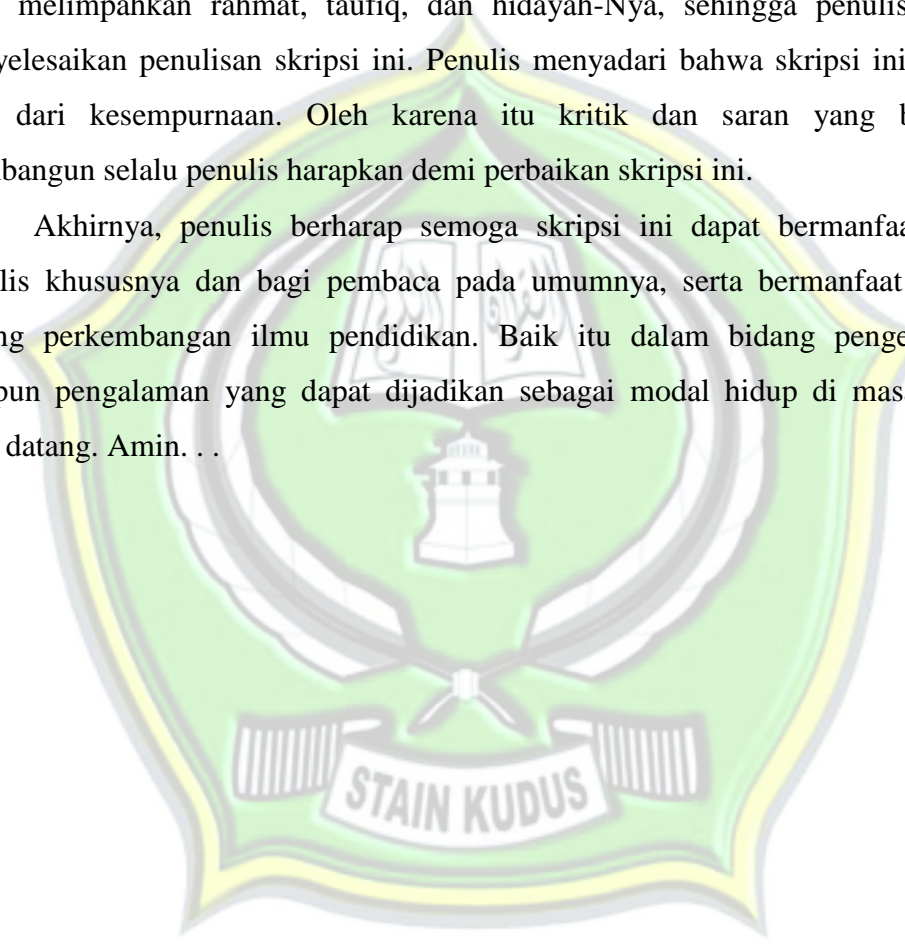 melimpahkan rahmat, taufiq, dan hidayah-Nya, sehingga penulis
yelesaikan penulisan skripsi ini. Penulis menyadari bahwa skripsi ini
dari kesempurnaan. Oleh karena itu kritik dan saran yang b
bangun selalu penulis harapkan demi perbaikan skripsi ini.
Akhirnya, penulis berharap semoga skripsi ini dapat bermanfaa
lis khususnya dan bagi pembaca pada umumnya, serta bermanfaat
ng perkembangan ilmu pendidikan. Baik itu dalam bidang penge
pun pengalaman yang dapat dijadikan sebagai modal hidup di mas
datang. Amin. . .
STAIN KUDUS